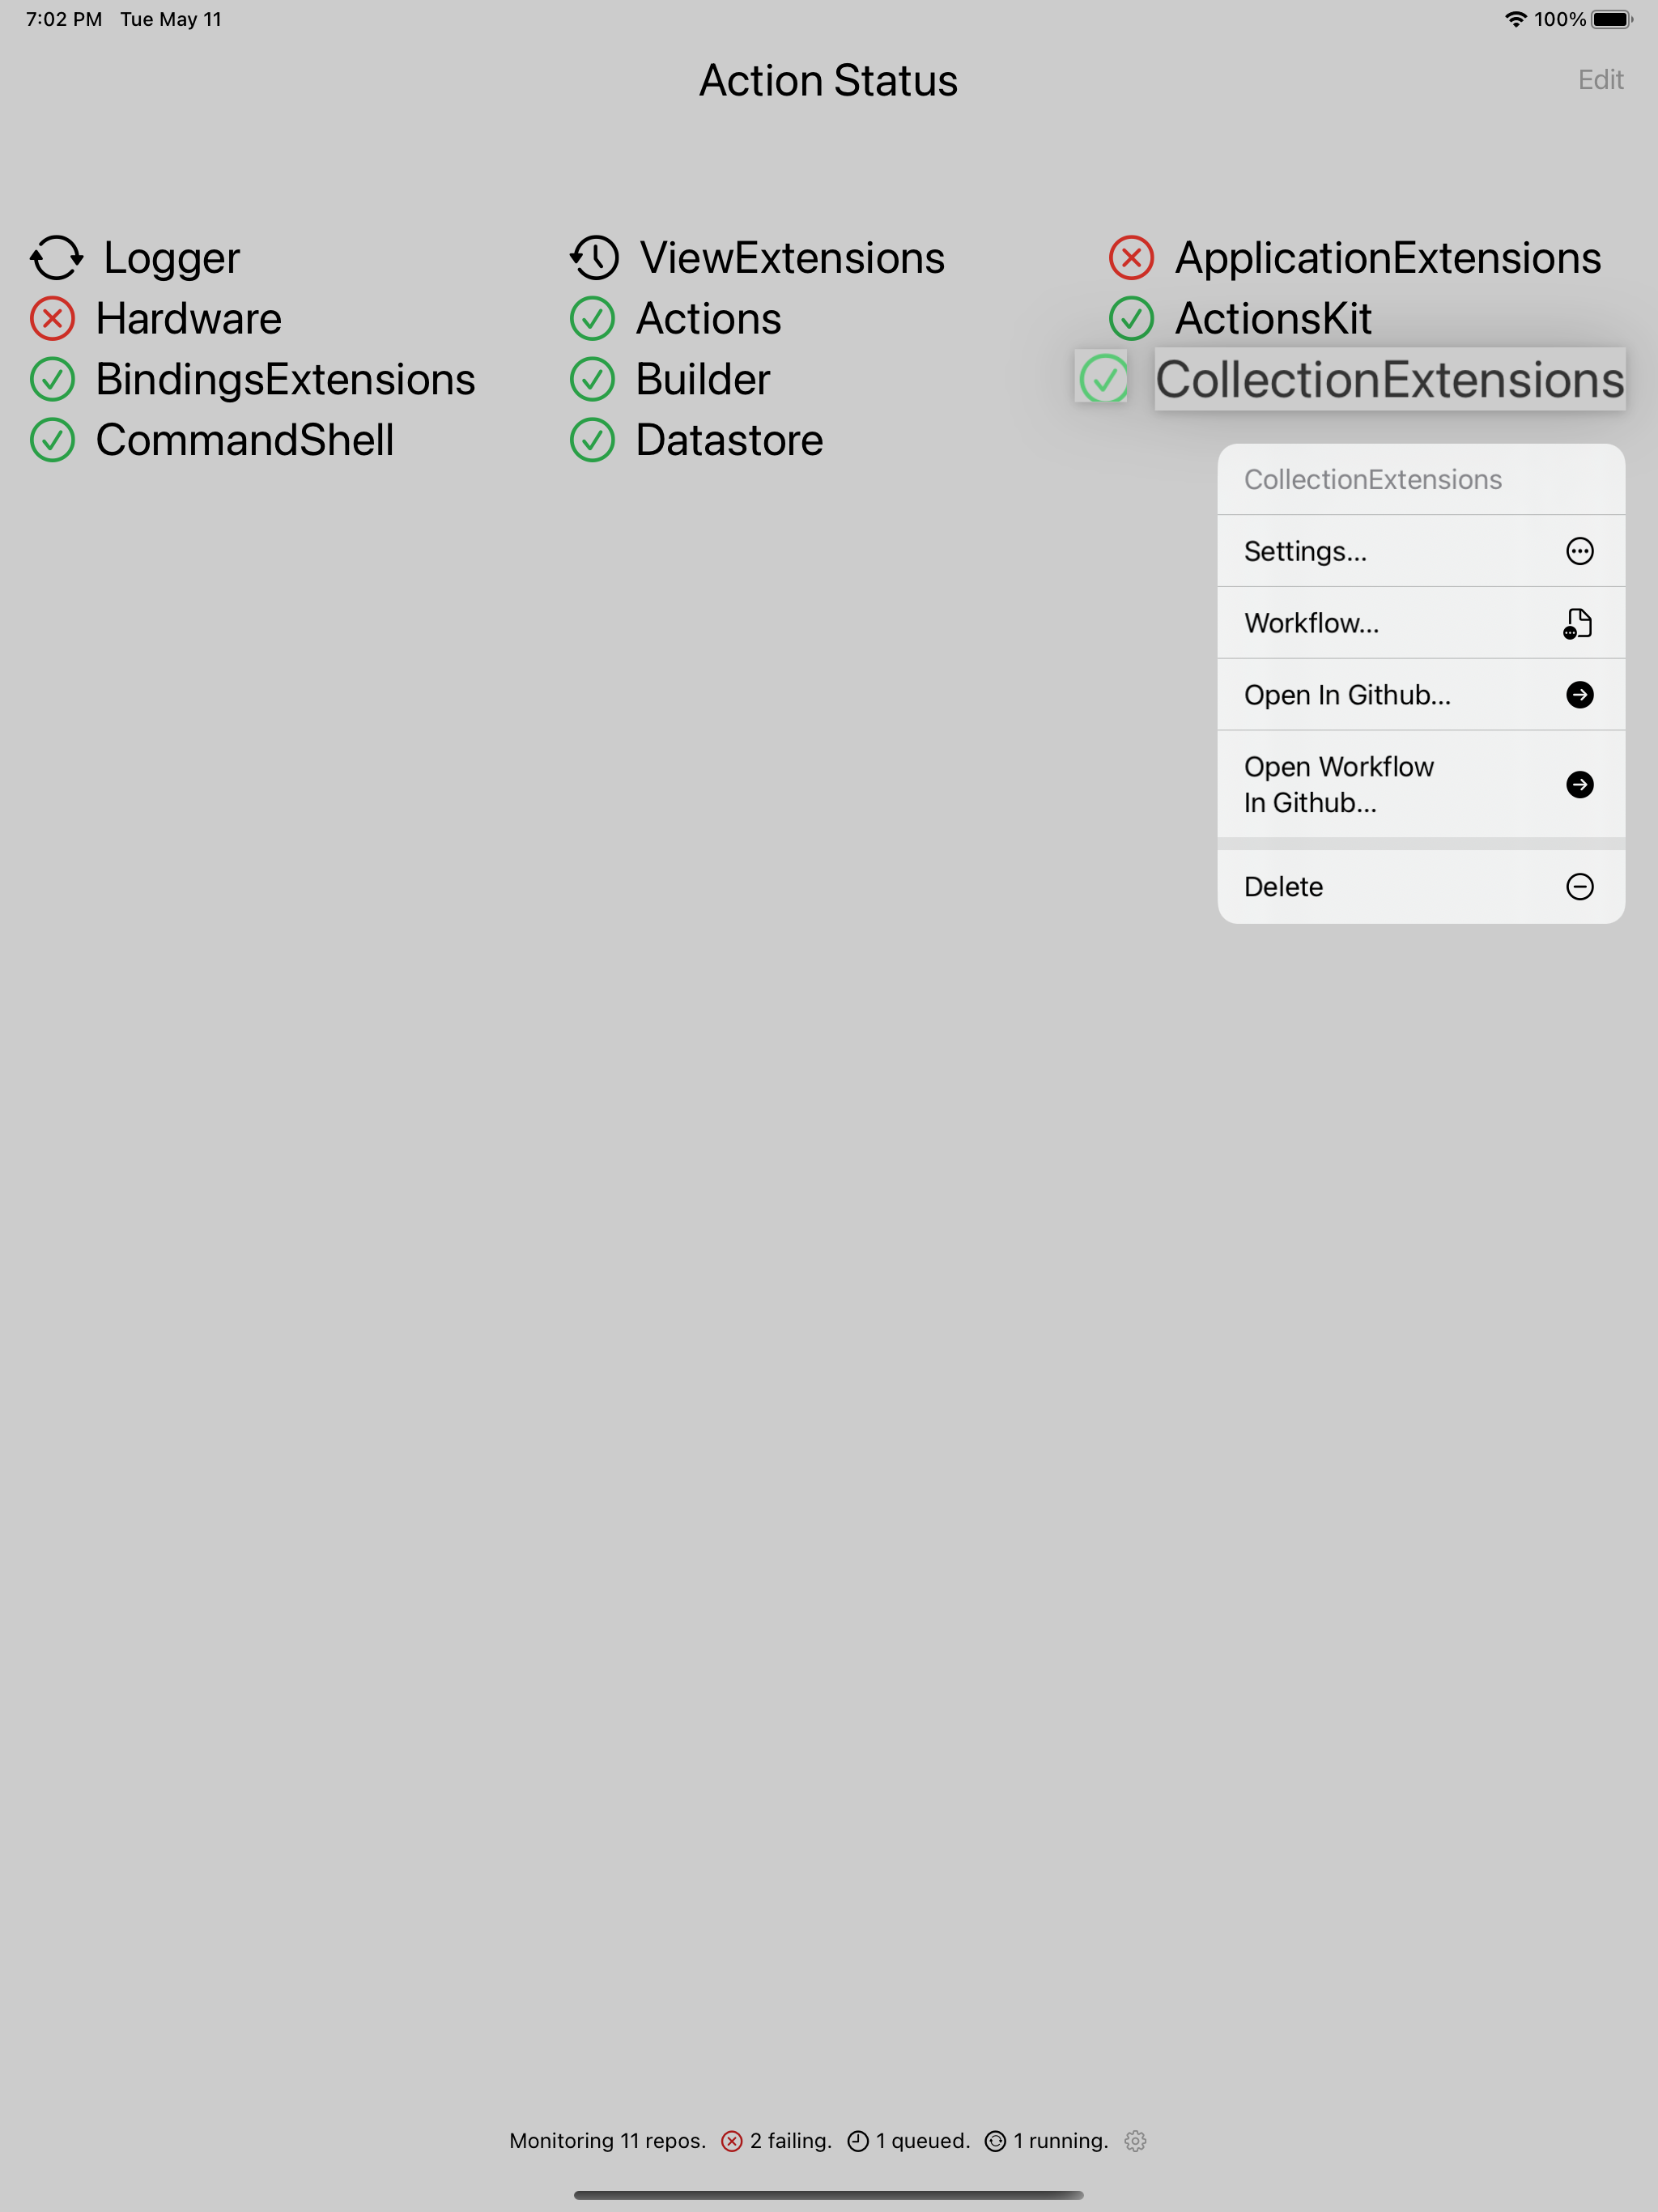 7:02 PM Tue May 11
100%
Action Status
Edit
Logger
ViewExtensions
ApplicationExtensions
Hardware
Actions
ActionsKit
BindingsExtensions
Builder
CollectionExtensions
CommandShell
Datastore
CollectionExtensions
Settings...
Workflow...
Open In Github...
Open Workflow
In Github...
Delete
Monitoring 11 repos. 2 failing. 1 queued. 1 running.